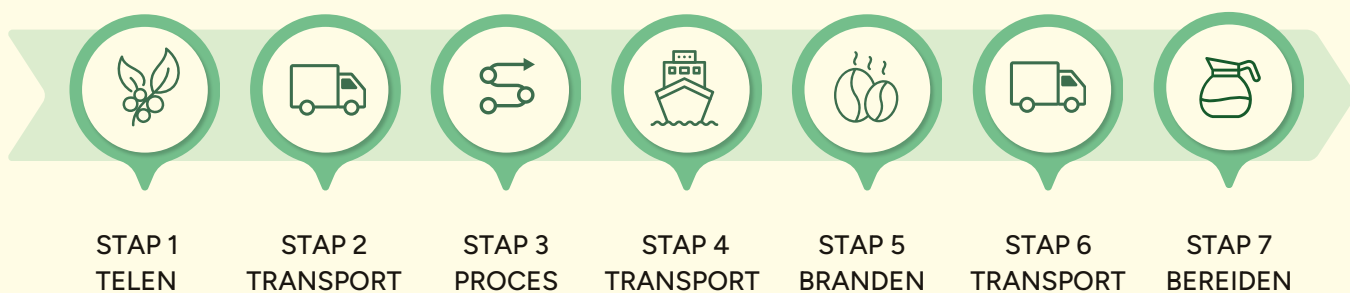 STAP 1
TELEN
STAP 2
TRANSPORT
STAP 3
PROCES
STAP 4
TRANSPORT
STAP 5
BRANDEN
STAP 6
TRANSPORT
STAP 7
BEREIDEN